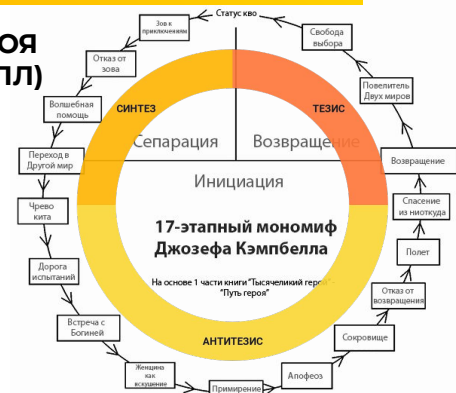 ОЯ
ПЛ)
Статус кво
Зов к
приключениям
Отказ от
зова
Волшебная
помощь
Переход в
Другой мир
Чрево
кита
Дорога
испытаний
Встреча с
Богиней
Женщина
как
искушение
Примирение
Апофеоз
Сокровище
Отказ от
возвращения
Полет
Спасение
из ниоткуда
Возвращение
Повелитель
Двух миров
Свобода
выбора
СИНТЕЗ
ТЕЗИС
Сепарация
Возвращение
Инициация
17-этапный мономиф
Джозефа Кэмпбелла
На основе 1 части книги "Тысячеликий герой"
"Путь героя"
АНТИТЕЗИС